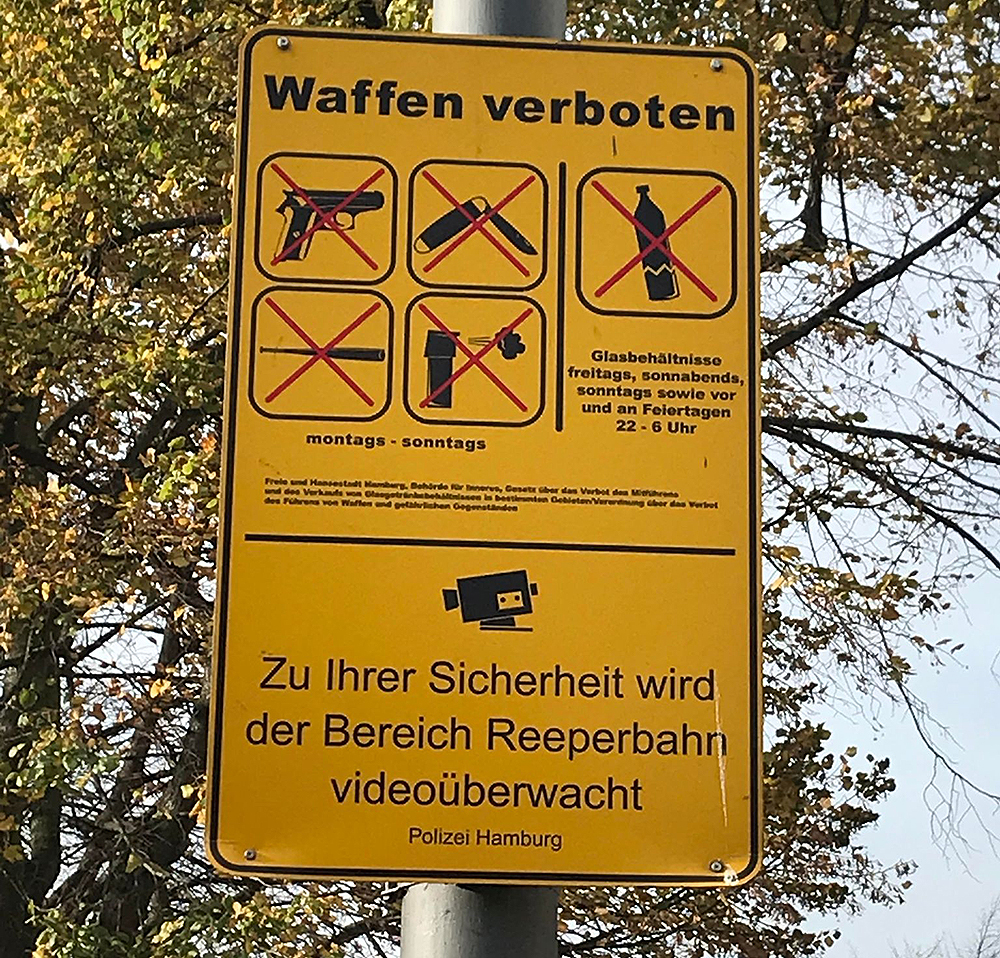 Waffen verboten
montags - sonntags
Glasbehältnisse
freitags, sonnabends,
sonntags sowie vor
und an Feiertagen
22 - 6 Uhr
Freie und Hansestadt Hamburg, Behörde für Inneres, Gesetz über das Verbot des Mitführens
und des Verkaufs von Glasgetränkebehältnissen in bestimmten Gebieten/Verordnung über das Verbot
des Führens von Waffen und gefährlichen Gegenständen
Zu Ihrer Sicherheit wird
der Bereich Reeperbahn
videoüberwacht
Polizei Hamburg